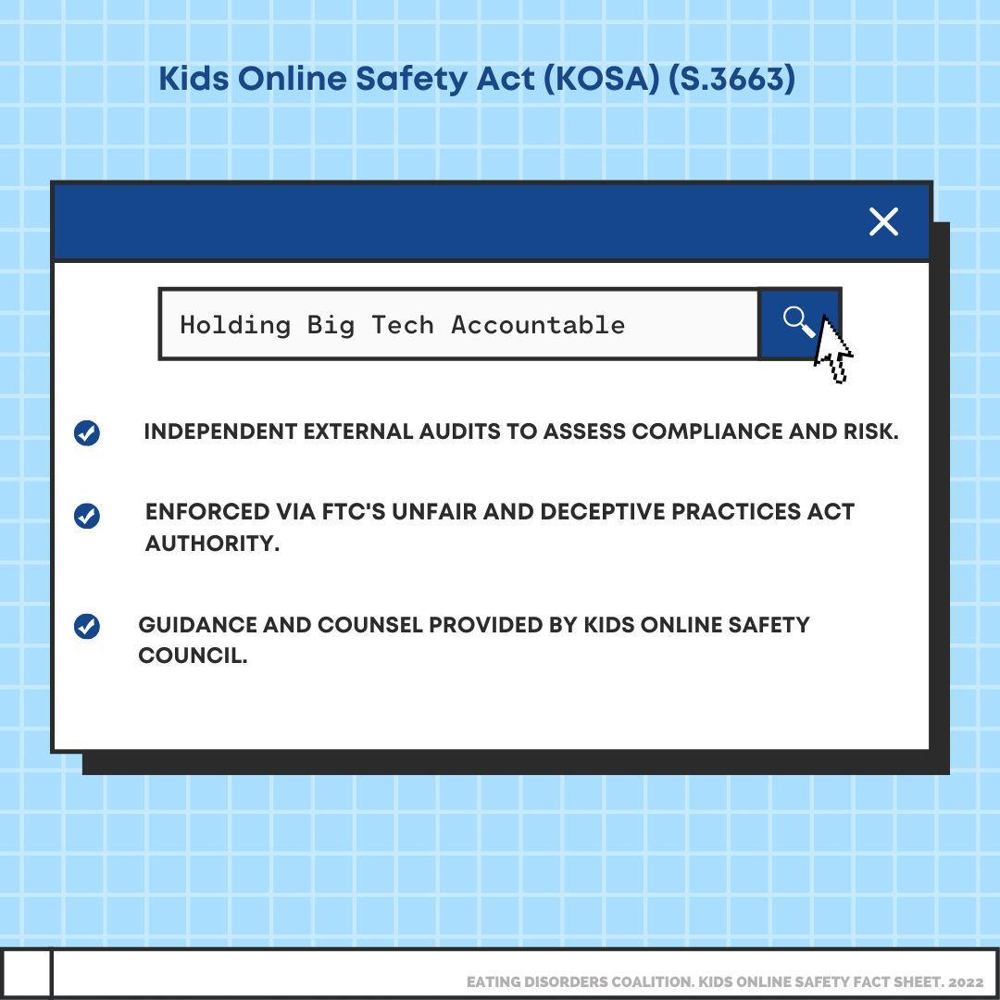 Kids Online Safety Act (KOSA) (S.3663)
Holding Big Tech Accountable
INDEPENDENT EXTERNAL AUDITS TO ASSESS COMPLIANCE AND RISK.
ENFORCED VIA FTC'S UNFAIR AND DECEPTIVE PRACTICES ACT
AUTHORITY.
GUIDANCE AND COUNSEL PROVIDED BY KIDS ONLINE SAFETY
COUNCIL.
EATING DISORDERS COALITION. KIDS ONLINE SAFETY FACT SHEET. 2022